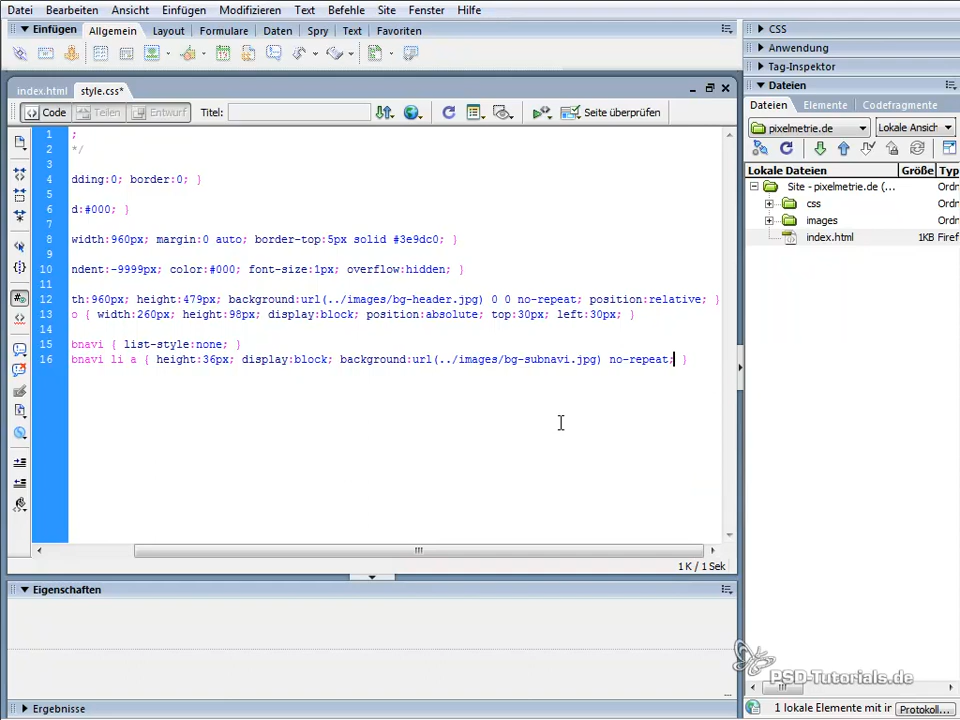 Datei Bearbeiten Ansicht Einfügen Modifizieren Text Befehle Site Fenster Hilfe
Einfügen Allgemein Layout Formulare Daten Spry Text Favoriten
index.html style.css*
Code Teilen Entwurf Titel: Seite überprüfen
1 ;
2 */
3
4 dding:0; border:0; }
5
6 d:#000; }
7
8 width:960px; margin:0 auto; border-top:5px solid #3e9dc0; }
9
10 ndent:-9999px; color:#000; font-size:1px; overflow:hidden; }
11
12 th:960px; height:479px; background:url(../images/bg-header.jpg) 0 0 no-repeat; position:relative; }
13 o { width:260px; height:98px; display:block; position:absolute; top:30px; left:30px; }
14
15 bnavi { list-style:none; }
16 bnavi li a { height:36px; display:block; background:url(../images/bg-subnavi.jpg) no-repeat; }
1 K / 1 Sek
Eigenschaften
Ergebnisse
CSS
Anwendung
Tag-Inspektor
Dateien
Dateien Elemente Codefragmente
pixelmetrie.de Lokale Ansich
Lokale Dateien Größe Typ
Site - pixelmetrie.de (... Ordr
css Ordr
images Ordr
index.html 1KB Firef
PSD-Tutorials.de
1 lokale Elemente mit ir Protokoll...